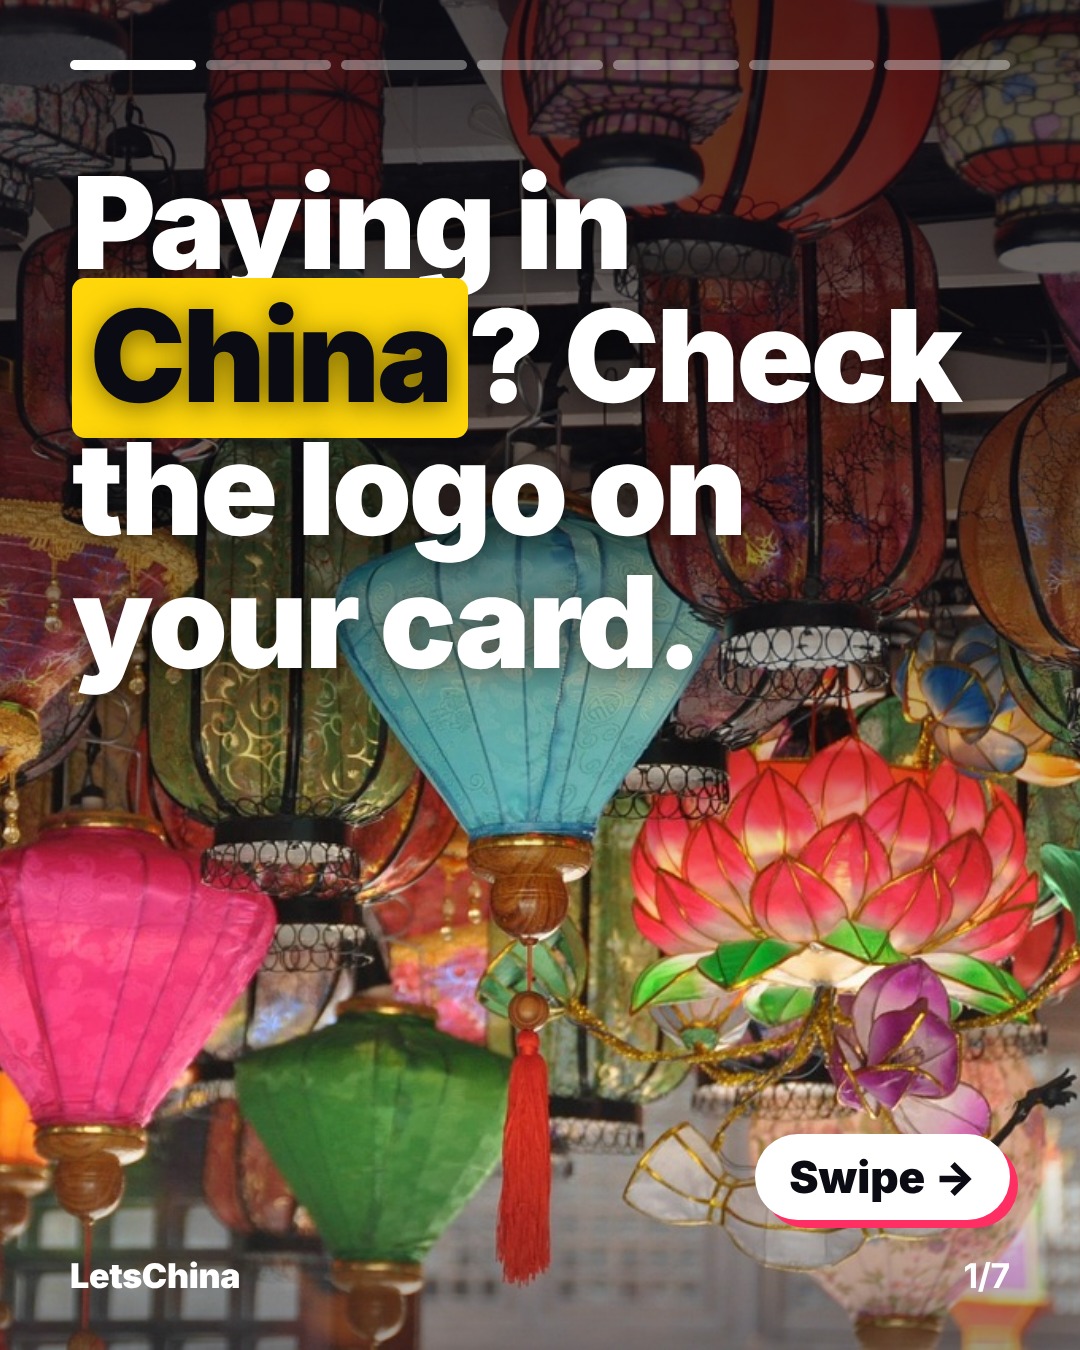 Paying in
China? Check
the logo on
your card.
Swipe →
LetsChina
1/7